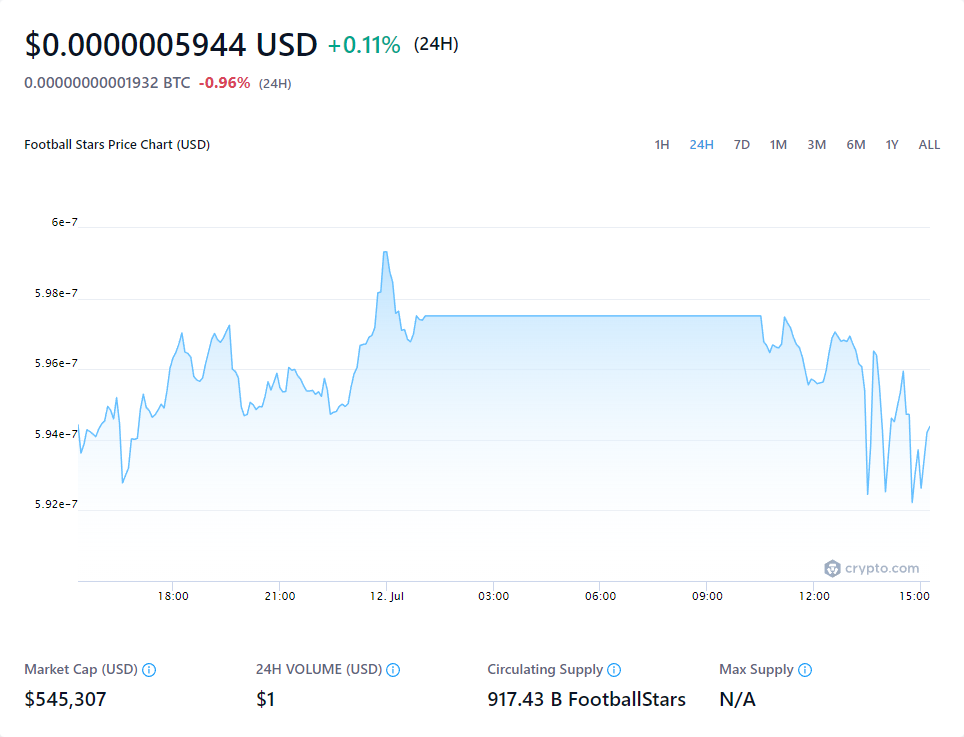 $0.0000005944 USD +0.11% (24H)
0.00000000001932 BTC -0.96% (24H)
Football Stars Price Chart (USD) 1H 24H 7D 1M 3M 6M 1Y ALL
6e-7
5.98e-7
5.96e-7
5.94e-7
5.92e-7
crypto.com
18:00 21:00 12. Jul 03:00 06:00 09:00 12:00 15:00
Market Cap (USD) 24H VOLUME (USD) Circulating Supply Max Supply
$545,307 $1 917.43 B FootballStars N/A